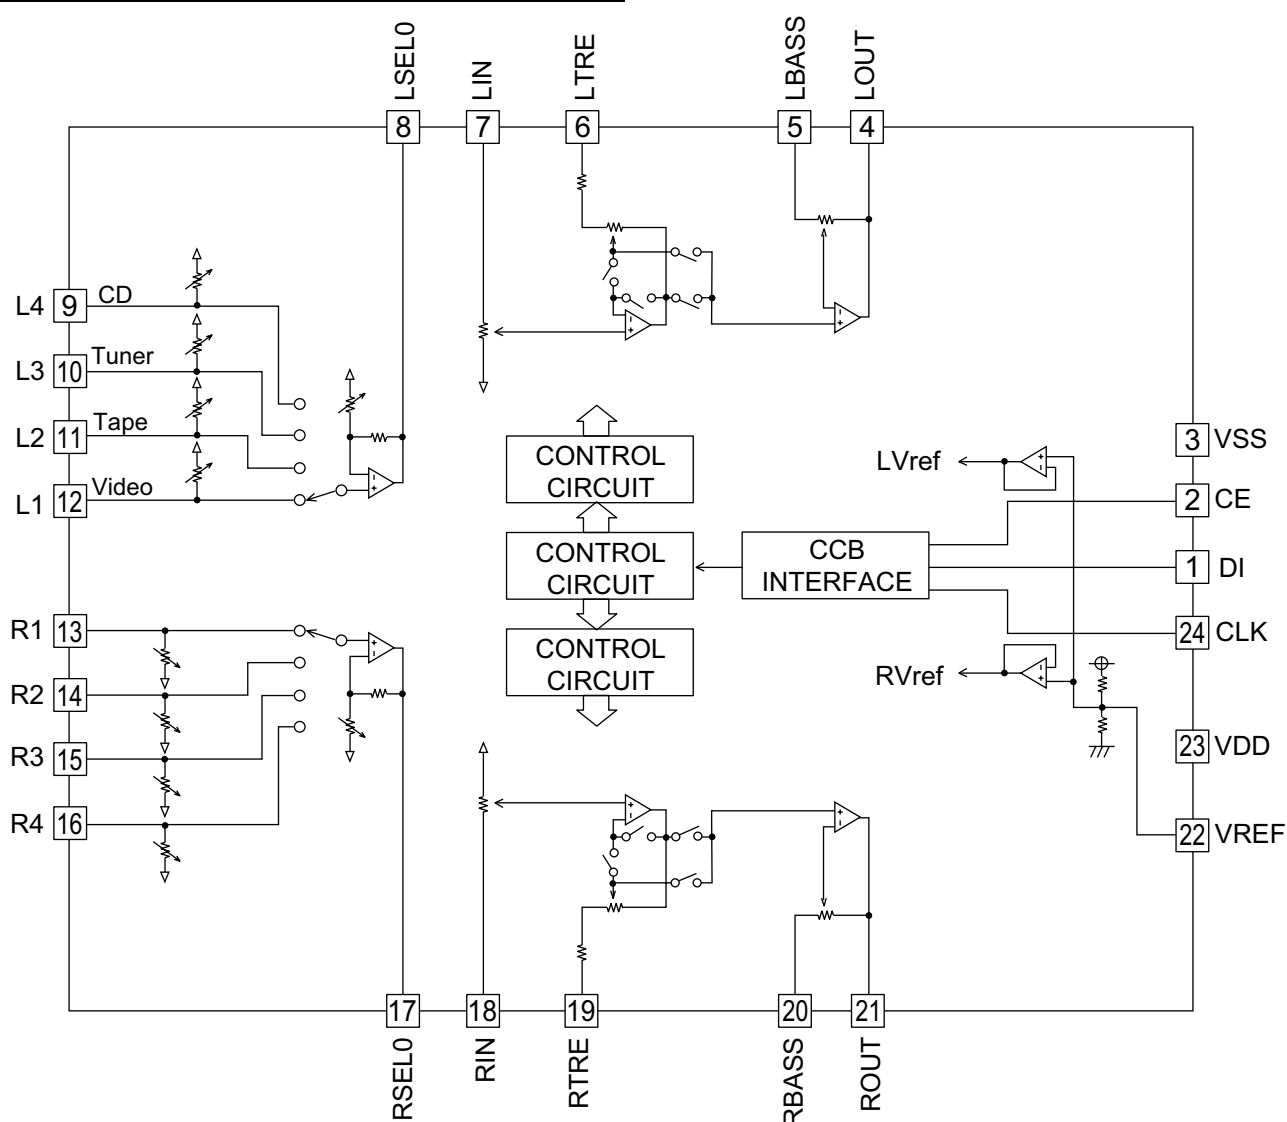 LSEL0
LIN
LTRE
LBASS
LOUT
8
7
6
5
4
L4 9 CD
L3 10 Tuner
L2 11 Tape
L1 12 Video
R1 13
R2 14
R3 15
R4 16
CONTROL
CIRCUIT
CONTROL
CIRCUIT
CONTROL
CIRCUIT
CCB
INTERFACE
LVref
RVref
3 VSS
2 CE
1 DI
24 CLK
23 VDD
22 VREF
17
18
19
20
21
RSEL0
RIN
RTRE
RBASS
ROUT